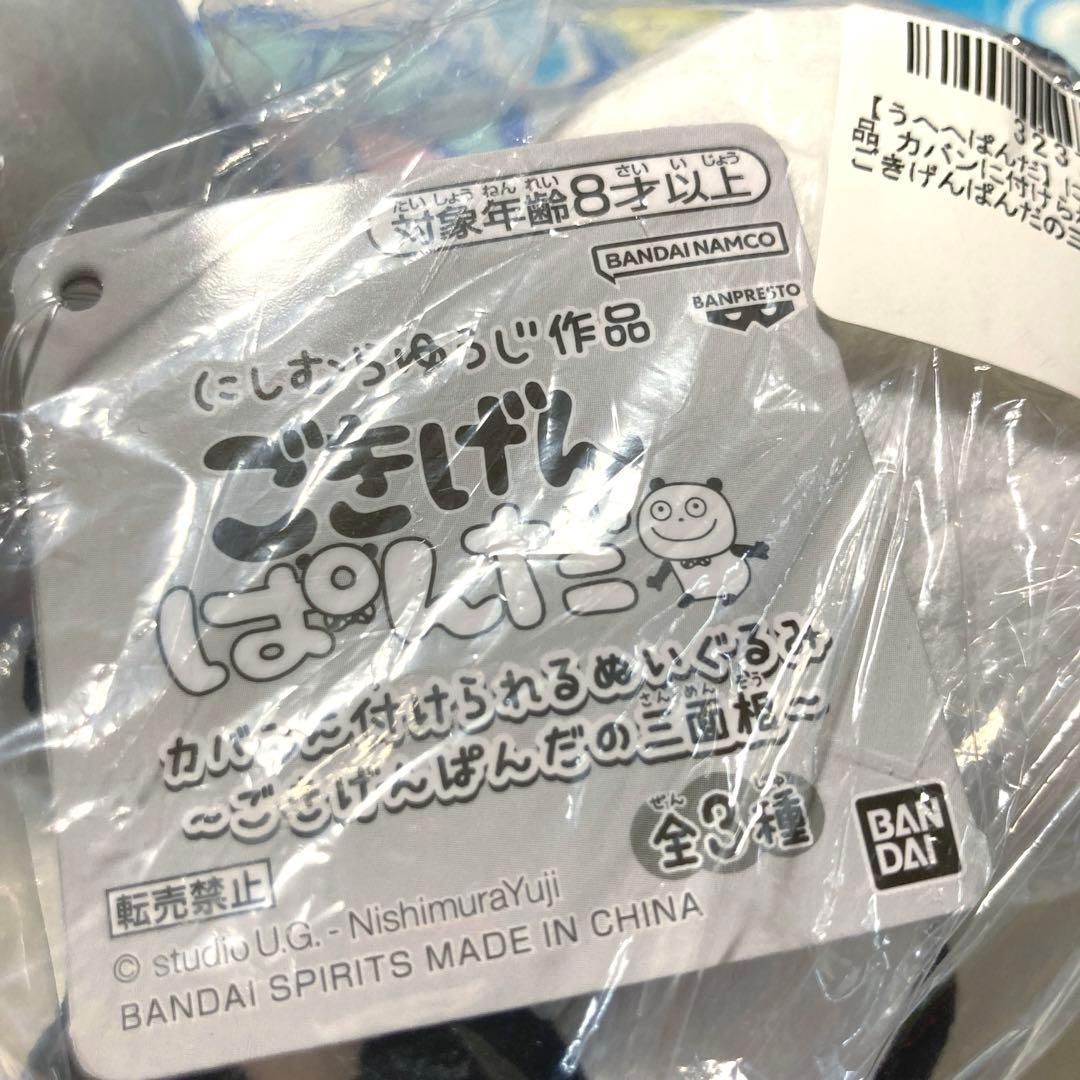 対象年齢8才以上
たいしょうねんれい さい いじょう
BANDAI NAMCO
BANPRESTO
にしむらゆうじ作品
ごきげん
ぱんだ
カバンに付けられるぬいぐるみ
さんめんそう
〜ごきげんぱんだの三面相〜
ぜん しゅ
全3種
BAN
DAI
転売禁止
© studio U.G. - NishimuraYuji
BANDAI SPIRITS MADE IN CHINA
323
【うへへぱんだ】に
品 カバンに付けられ
ごきげんぱんだの三